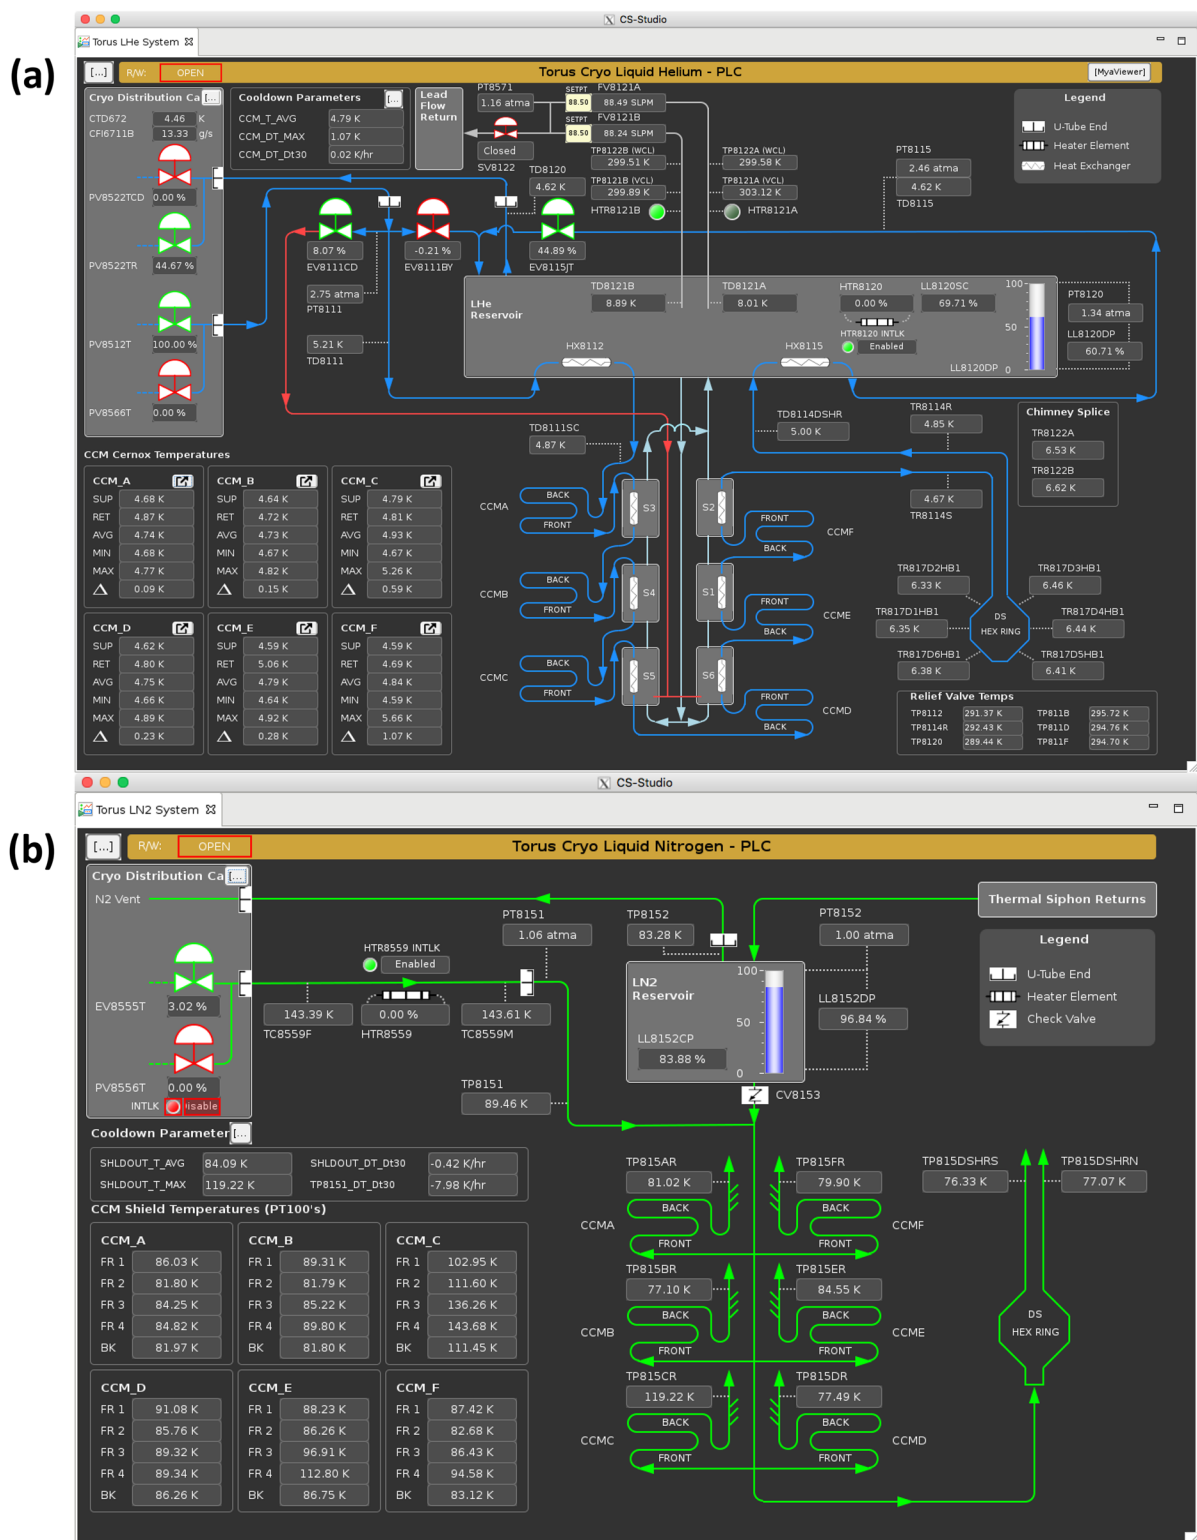 (a)
CS-Studio
Torus LHe System
[...] R/W: OPEN Torus Cryo Liquid Helium - PLC [MyaViewer]
Cryo Distribution Ca [...]
CTD672 4.46 K
CFI6711B 13.33 g/s
PV8522TCD 0.00 %
PV8522TR 44.67 %
PV8512T 100.00 %
PV8566T 0.00 %
Cooldown Parameters [...]
CCM_T_AVG 4.79 K
CCM_DT_MAX 1.07 K
CCM_DT_Dt30 0.02 K/hr
Lead
Flow
Return
PT8571
1.16 atma
SETPT FV8121A
88.50 88.49 SLPM
SETPT FV8121B
88.50 88.24 SLPM
Closed
SV8122
TD8120
4.62 K
TP8122B (WCL)
299.51 K
TP8121B (VCL)
299.89 K
HTR8121B
TP8122A (WCL)
299.58 K
TP8121A (VCL)
303.12 K
HTR8121A
PT8115
2.46 atma
4.62 K
TD8115
Legend
U-Tube End
Heater Element
Heat Exchanger
8.07 %
EV8111CD
-0.21 %
EV8111BY
44.89 %
EV8115JT
2.75 atma
PT8111
5.21 K
TD8111
LHe
Reservoir
TD8121B
8.89 K
TD8121A
8.01 K
HTR8120
0.00 %
HTR8120 INTLK
Enabled
LL8120SC
69.71 %
100
50
0
LL8120DP
HX8112
HX8115
PT8120
1.34 atma
LL8120DP
60.71 %
TD8111SC
4.87 K
TD8114DSHR
5.00 K
TR8114R
4.85 K
4.67 K
TR8114S
Chimney Splice
TR8122A
6.53 K
TR8122B
6.62 K
CCMA BACK FRONT S3
S2 FRONT BACK CCMF
CCMB BACK FRONT S4
S1 FRONT BACK CCME
CCMC BACK FRONT S5
S6 FRONT BACK CCMD
TR817D2HB1
6.33 K
TR817D3HB1
6.46 K
TR817D1HB1
6.35 K
TR817D4HB1
6.44 K
TR817D6HB1
6.38 K
TR817D5HB1
6.41 K
DS
HEX RING
Relief Valve Temps
TP8112 291.37 K TP811B 295.72 K
TP8114R 292.43 K TP811D 294.76 K
TP8120 289.44 K TP811F 294.70 K
CCM Cernox Temperatures
CCM_A
SUP 4.68 K
RET 4.87 K
AVG 4.74 K
MIN 4.68 K
MAX 4.77 K
△ 0.09 K
CCM_B
SUP 4.64 K
RET 4.72 K
AVG 4.73 K
MIN 4.67 K
MAX 4.82 K
△ 0.15 K
CCM_C
SUP 4.79 K
RET 4.81 K
AVG 4.93 K
MIN 4.67 K
MAX 5.26 K
△ 0.59 K
CCM_D
SUP 4.62 K
RET 4.80 K
AVG 4.75 K
MIN 4.66 K
MAX 4.89 K
△ 0.23 K
CCM_E
SUP 4.59 K
RET 5.06 K
AVG 4.79 K
MIN 4.64 K
MAX 4.92 K
△ 0.28 K
CCM_F
SUP 4.59 K
RET 4.69 K
AVG 4.84 K
MIN 4.59 K
MAX 5.66 K
△ 1.07 K
(b)
CS-Studio
Torus LN2 System
[...] R/W: OPEN Torus Cryo Liquid Nitrogen - PLC
Cryo Distribution Ca [...]
N2 Vent
EV8555T 3.02 %
PV8556T 0.00 %
INTLK Disable
HTR8559 INTLK
Enabled
143.39 K
TC8559F
0.00 %
HTR8559
143.61 K
TC8559M
PT8151
1.06 atma
TP8151
89.46 K
TP8152
83.28 K
PT8152
1.00 atma
LN2
Reservoir
LL8152CP
83.88 %
100
50
0
LL8152DP
96.84 %
CV8153
Thermal Siphon Returns
Legend
U-Tube End
Heater Element
Check Valve
Cooldown Parameter [...]
SHLDOUT_T_AVG 84.09 K SHLDOUT_DT_Dt30 -0.42 K/hr
SHLDOUT_T_MAX 119.22 K TP8151_DT_Dt30 -7.98 K/hr
CCM Shield Temperatures (PT100's)
CCM_A
FR 1 86.03 K
FR 2 81.80 K
FR 3 84.25 K
FR 4 84.82 K
BK 81.97 K
CCM_B
FR 1 89.31 K
FR 2 81.79 K
FR 3 85.22 K
FR 4 89.80 K
BK 81.80 K
CCM_C
FR 1 102.95 K
FR 2 111.60 K
FR 3 136.26 K
FR 4 143.68 K
BK 111.45 K
CCM_D
FR 1 91.08 K
FR 2 85.76 K
FR 3 89.32 K
FR 4 89.34 K
BK 86.26 K
CCM_E
FR 1 88.23 K
FR 2 86.26 K
FR 3 96.91 K
FR 4 112.80 K
BK 86.75 K
CCM_F
FR 1 87.42 K
FR 2 82.68 K
FR 3 86.43 K
FR 4 94.58 K
BK 83.12 K
TP815AR
81.02 K
CCMA BACK FRONT
TP815FR
79.90 K
BACK FRONT CCMF
TP815BR
77.10 K
CCMB BACK FRONT
TP815ER
84.55 K
BACK FRONT CCME
TP815CR
119.22 K
CCMC BACK FRONT
TP815DR
77.49 K
BACK FRONT CCMD
TP815DSHRS
76.33 K
TP815DSHRN
77.07 K
DS
HEX RING